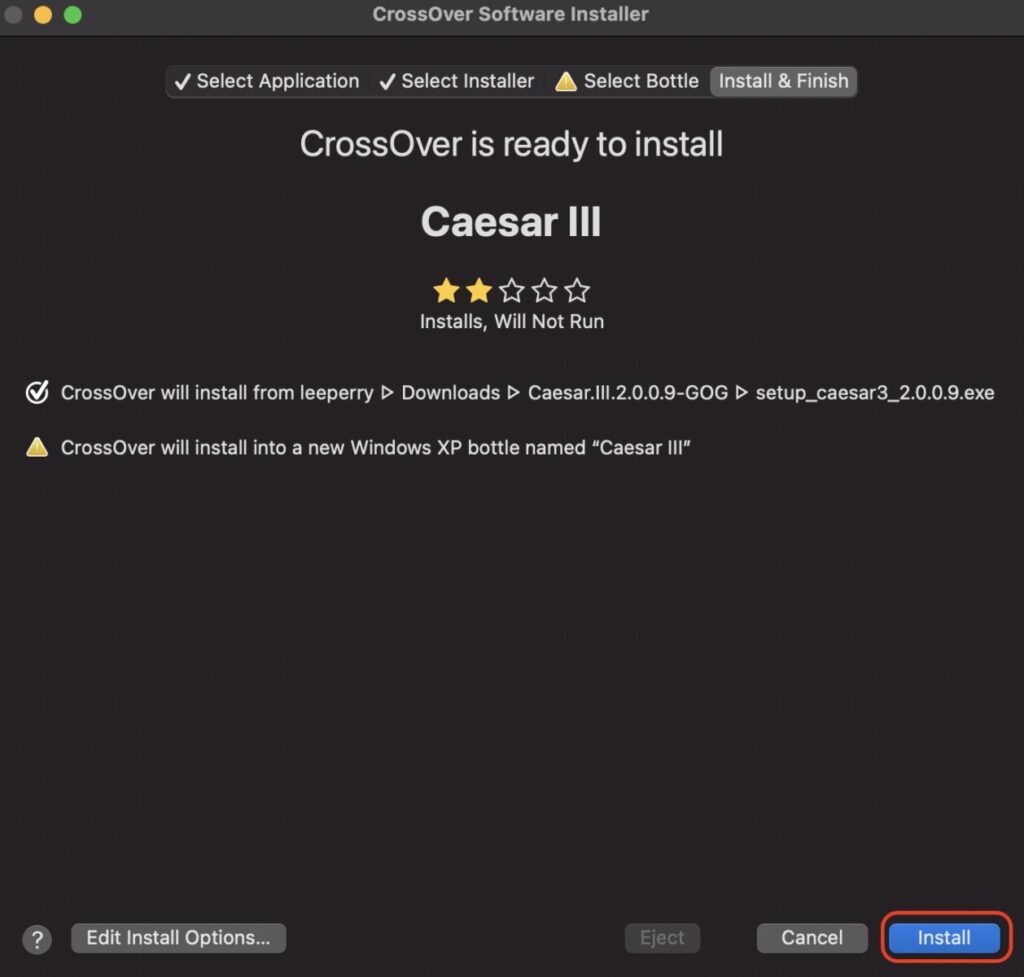 CrossOver Software Installer
✓ Select Application ✓ Select Installer ⚠ Select Bottle Install & Finish
CrossOver is ready to install
Caesar III
Installs, Will Not Run
CrossOver will install from leeperry ▷ Downloads ▷ Caesar.III.2.0.0.9-GOG ▷ setup_caesar3_2.0.0.9.exe
CrossOver will install into a new Windows XP bottle named “Caesar III”
? Edit Install Options... Eject Cancel Install